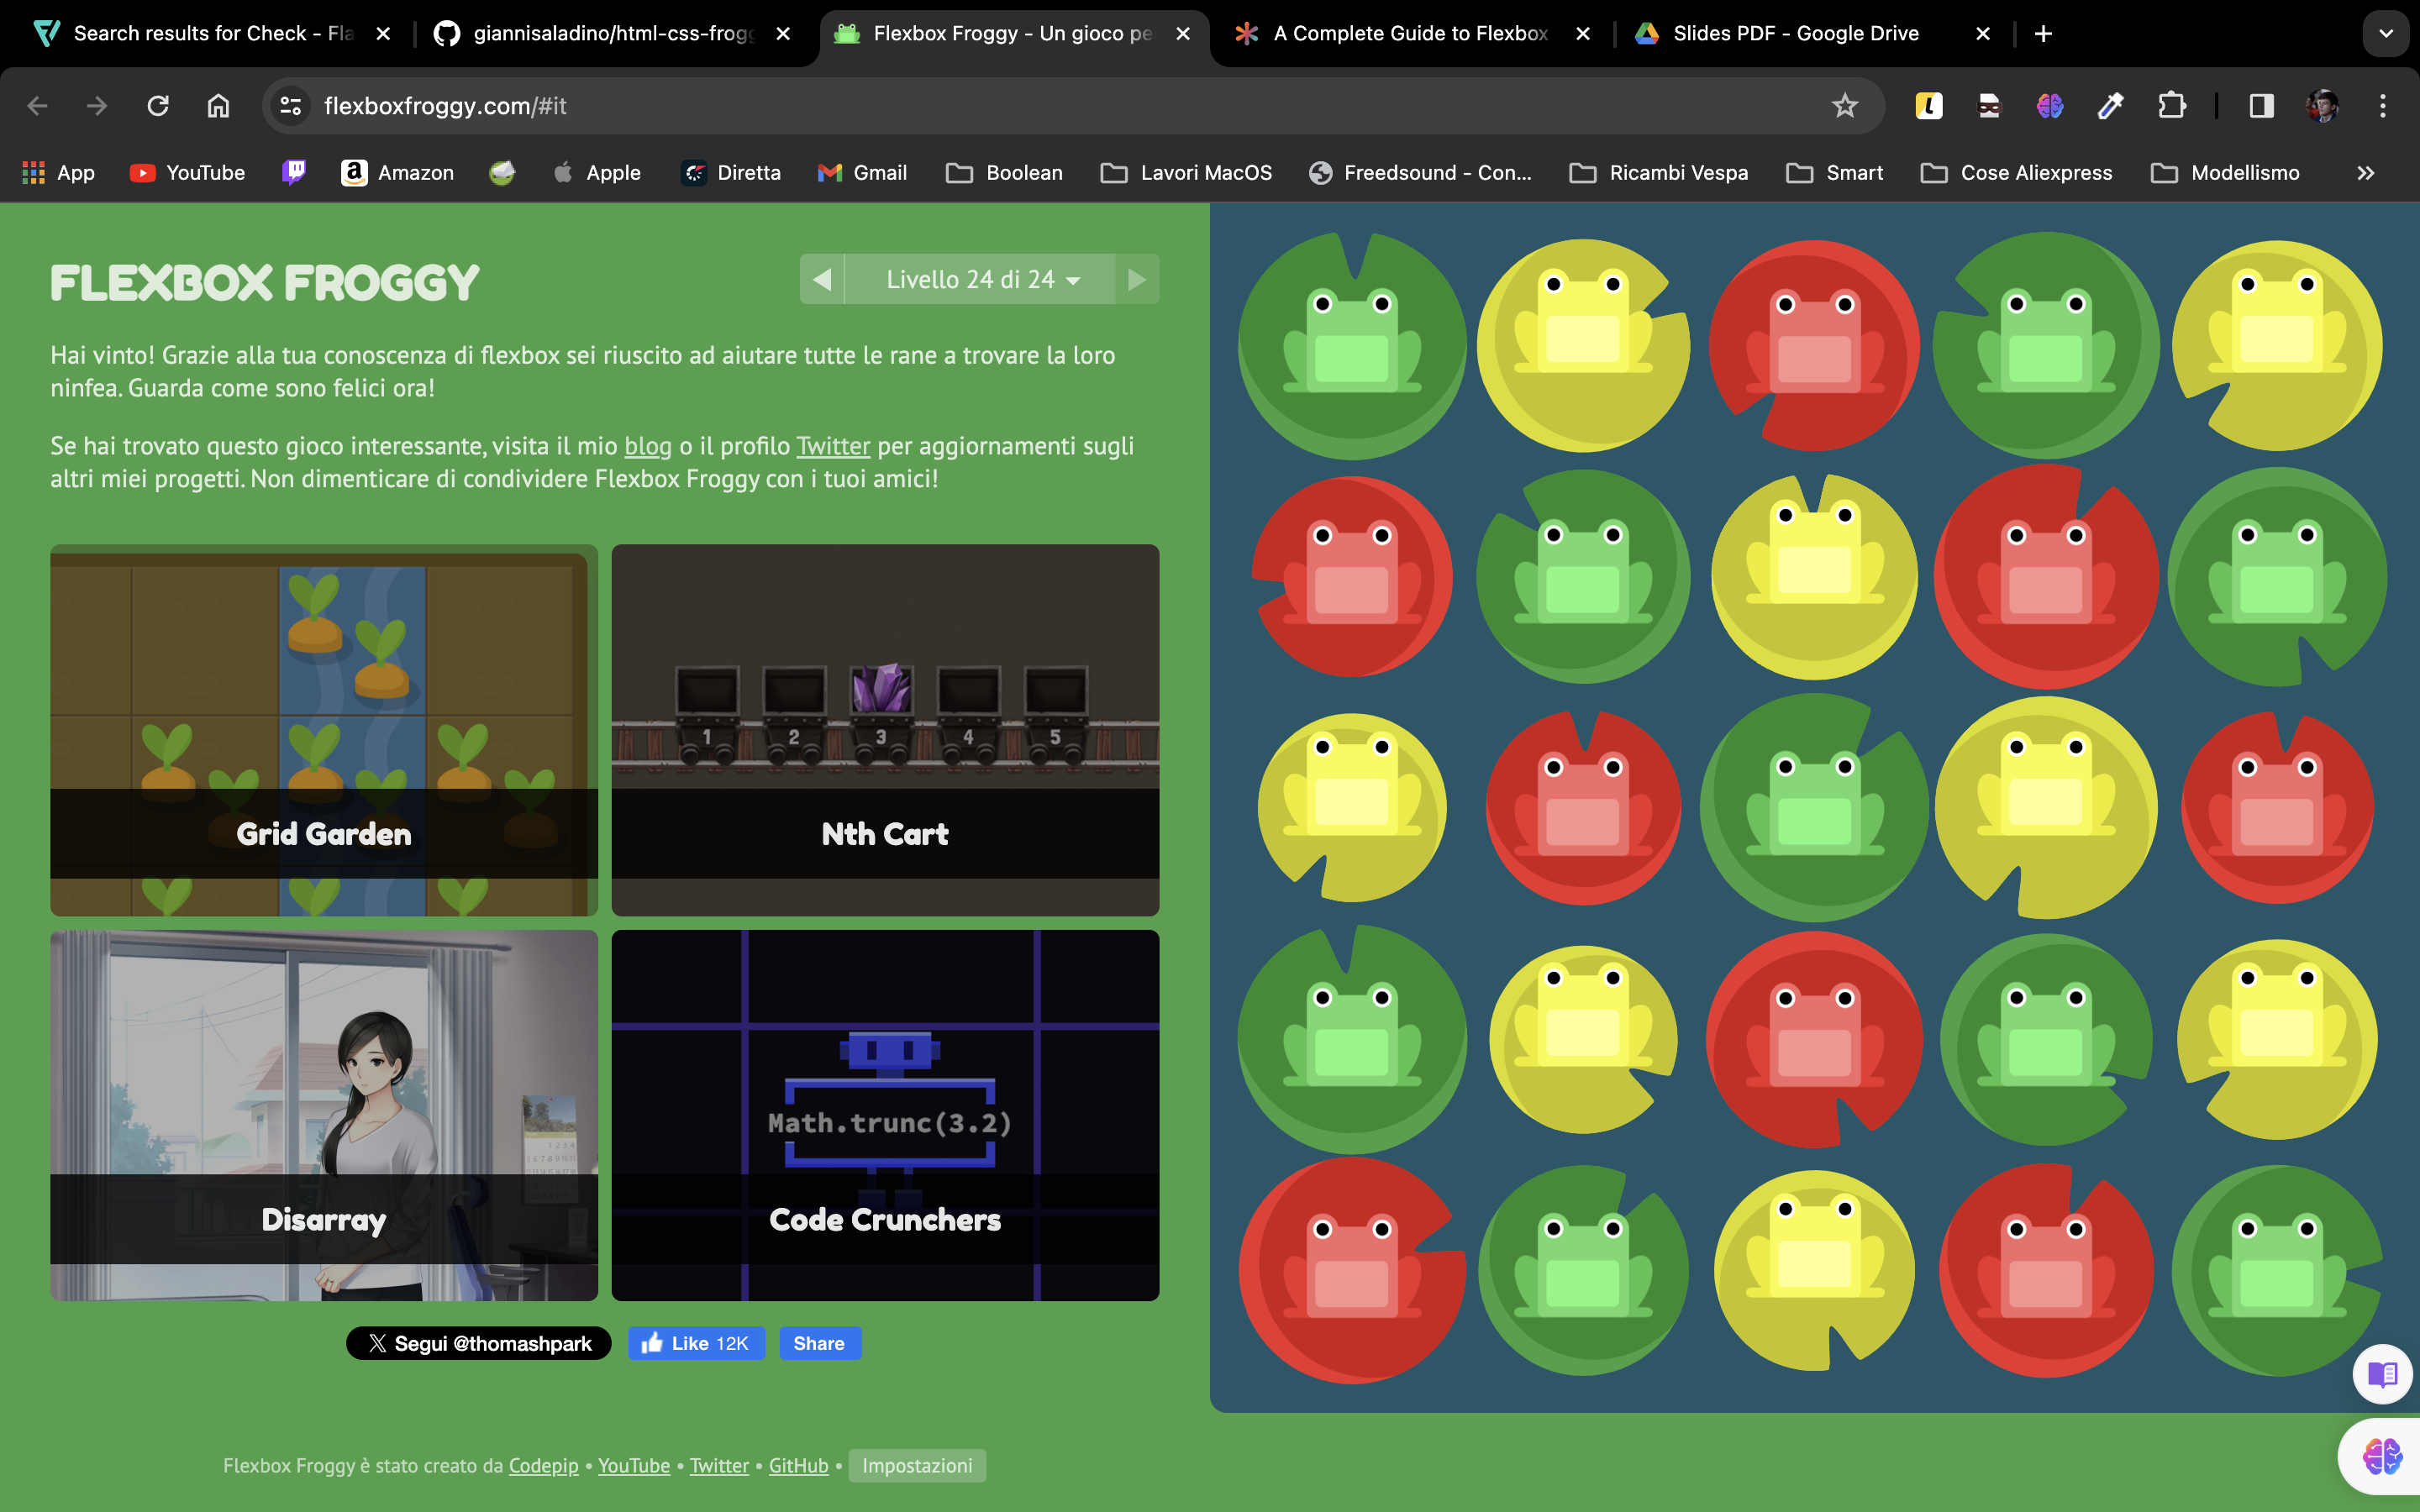 Search results for Check - Fla
giannisaladino/html-css-frogg
Flexbox Froggy - Un gioco pe
A Complete Guide to Flexbox
Slides PDF - Google Drive
flexboxfroggy.com/#it
App
YouTube
Amazon
Apple
Diretta
Gmail
Boolean
Lavori MacOS
Freedsound - Con...
Ricambi Vespa
Smart
Cose Aliexpress
Modellismo
FLEXBOX FROGGY
Livello 24 di 24
Hai vinto! Grazie alla tua conoscenza di flexbox sei riuscito ad aiutare tutte le rane a trovare la loro
ninfea. Guarda come sono felici ora!
Se hai trovato questo gioco interessante, visita il mio blog o il profilo Twitter per aggiornamenti sugli
altri miei progetti. Non dimenticare di condividere Flexbox Froggy con i tuoi amici!
1 2 3 4 5
Grid Garden
Nth Cart
Math.trunc(3.2)
Disarray
Code Crunchers
Segui @thomashpark
Like 12K
Share
Flexbox Froggy è stato creato da Codepip • YouTube • Twitter • GitHub • Impostazioni